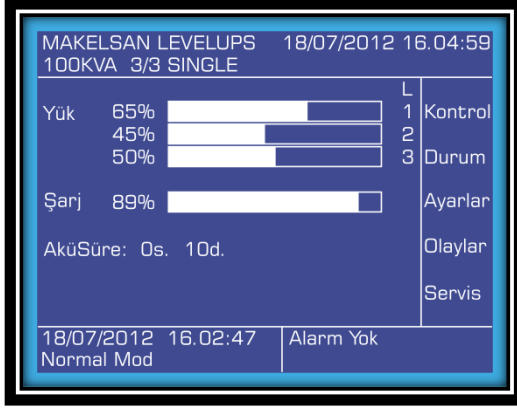 MAKELSAN LEVELUPS 18/07/2012 16.04:59
100KVA 3/3 SINGLE
L
Yük 65% 1 Kontrol
45% 2
50% 3 Durum
Şarj 89% Ayarlar
AküSüre: 0s. 10d. Olaylar
Servis
18/07/2012 16.02:47 Alarm Yok
Normal Mod